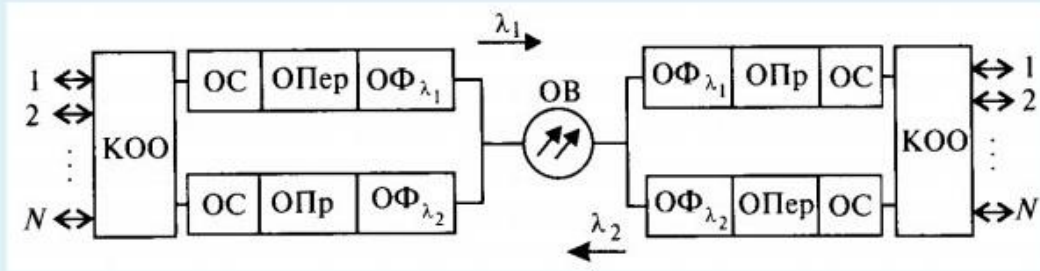 λ₁
1
2
⋮
N
КОО
ОС ОПер ОФλ₁
ОС ОПр ОФλ₂
ОВ
ОФλ₁ ОПр ОС
ОФλ₂ ОПер ОС
λ₂
КОО
1
2
⋮
N